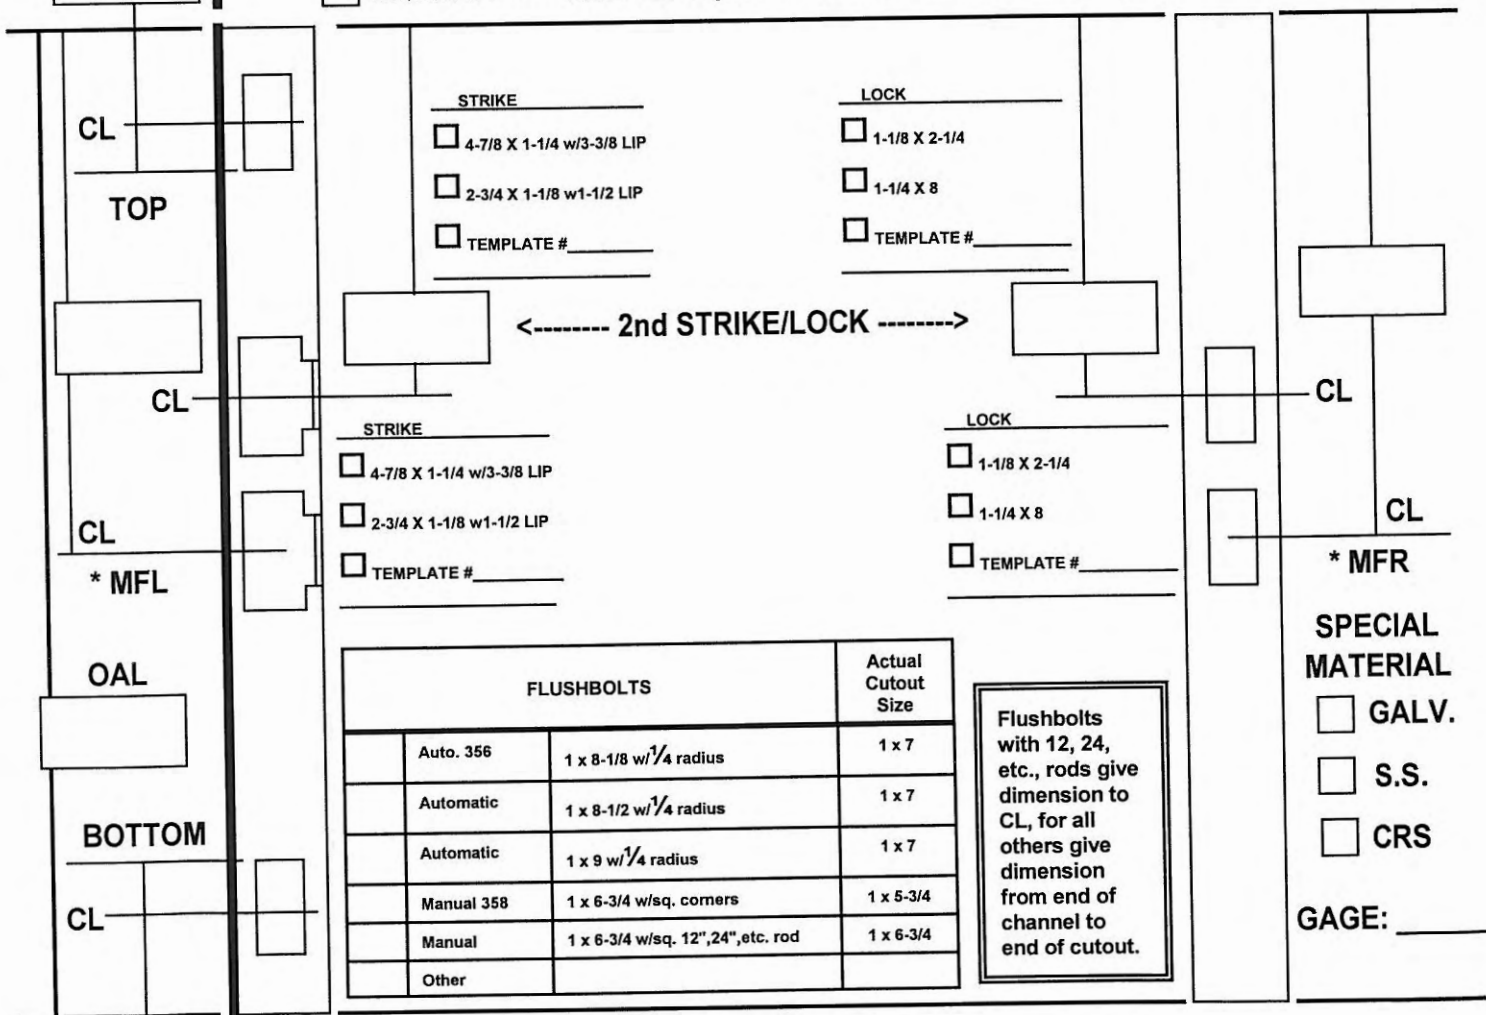 CL
TOP
STRIKE
4-7/8 X 1-1/4 w/3-3/8 LIP
2-3/4 X 1-1/8 w1-1/2 LIP
TEMPLATE #
LOCK
1-1/8 X 2-1/4
1-1/4 X 8
TEMPLATE #
<-------- 2nd STRIKE/LOCK -------->
CL
CL
STRIKE
4-7/8 X 1-1/4 w/3-3/8 LIP
2-3/4 X 1-1/8 w1-1/2 LIP
TEMPLATE #
LOCK
1-1/8 X 2-1/4
1-1/4 X 8
TEMPLATE #
CL
* MFL
CL
* MFR
OAL
BOTTOM
CL
FLUSHBOLTS
Actual
Cutout
Size
Auto. 356 1 x 8-1/8 w/1/4 radius 1 x 7
Automatic 1 x 8-1/2 w/1/4 radius 1 x 7
Automatic 1 x 9 w/1/4 radius 1 x 7
Manual 358 1 x 6-3/4 w/sq. corners 1 x 5-3/4
Manual 1 x 6-3/4 w/sq. 12",24",etc. rod 1 x 6-3/4
Other
Flushbolts
with 12, 24,
etc., rods give
dimension to
CL, for all
others give
dimension
from end of
channel to
end of cutout.
SPECIAL
MATERIAL
GALV.
S.S.
CRS
GAGE: